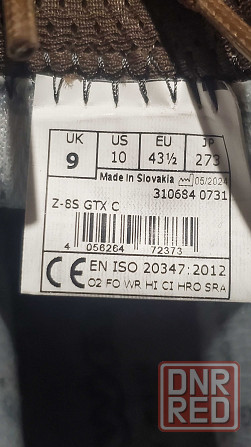 UK US EU JP
9 10 43½ 273
Made in Slovakia 05/2024
310684 0731
Z-8S GTX C
4 056264 72373
CE EN ISO 20347:2012
O2 FO WR HI CI HRO SRA
DNR
RED